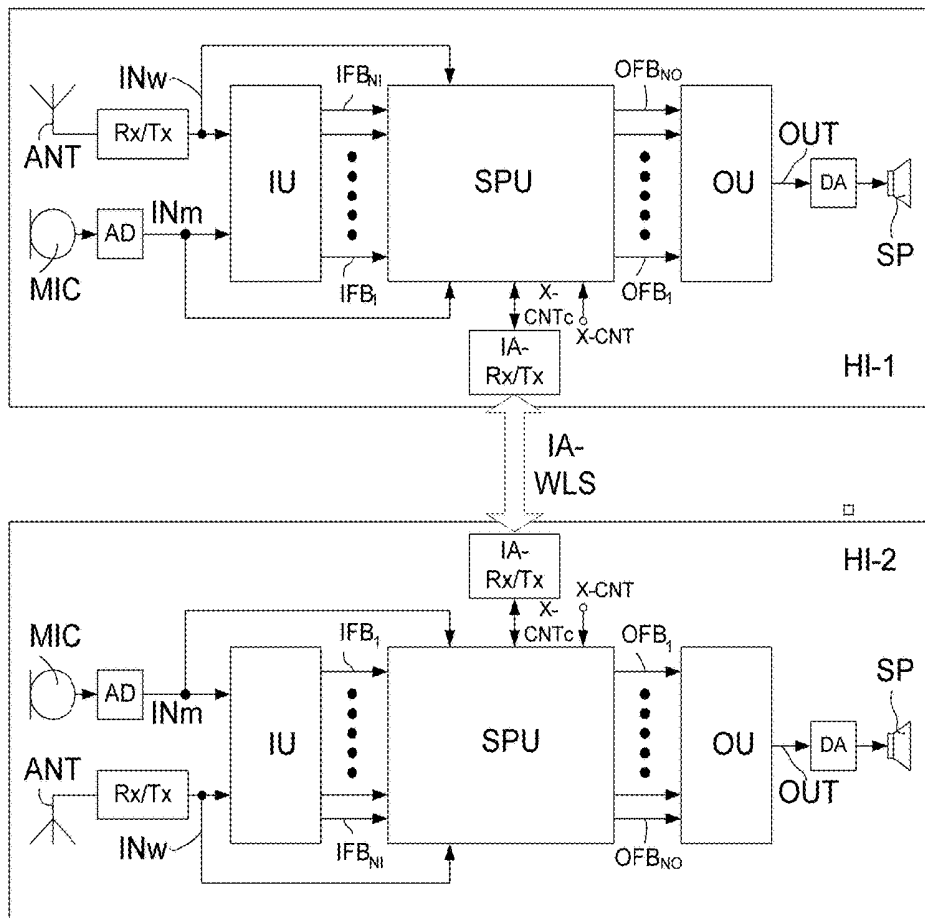 INw
IFB_NI
OFB_NO
OUT
ANT
Rx/Tx
IU
SPU
OU
DA
SP
INm
AD
MIC
IFB_1
X-
CNTc
X-CNT
OFB_1
IA-
Rx/Tx
HI-1
IA-
WLS
IA-
Rx/Tx
HI-2
X-
CNTc
X-CNT
MIC
IFB_1
OFB_1
SP
AD
INm
IU
SPU
OU
DA
OUT
ANT
Rx/Tx
INw
IFB_NI
OFB_NO